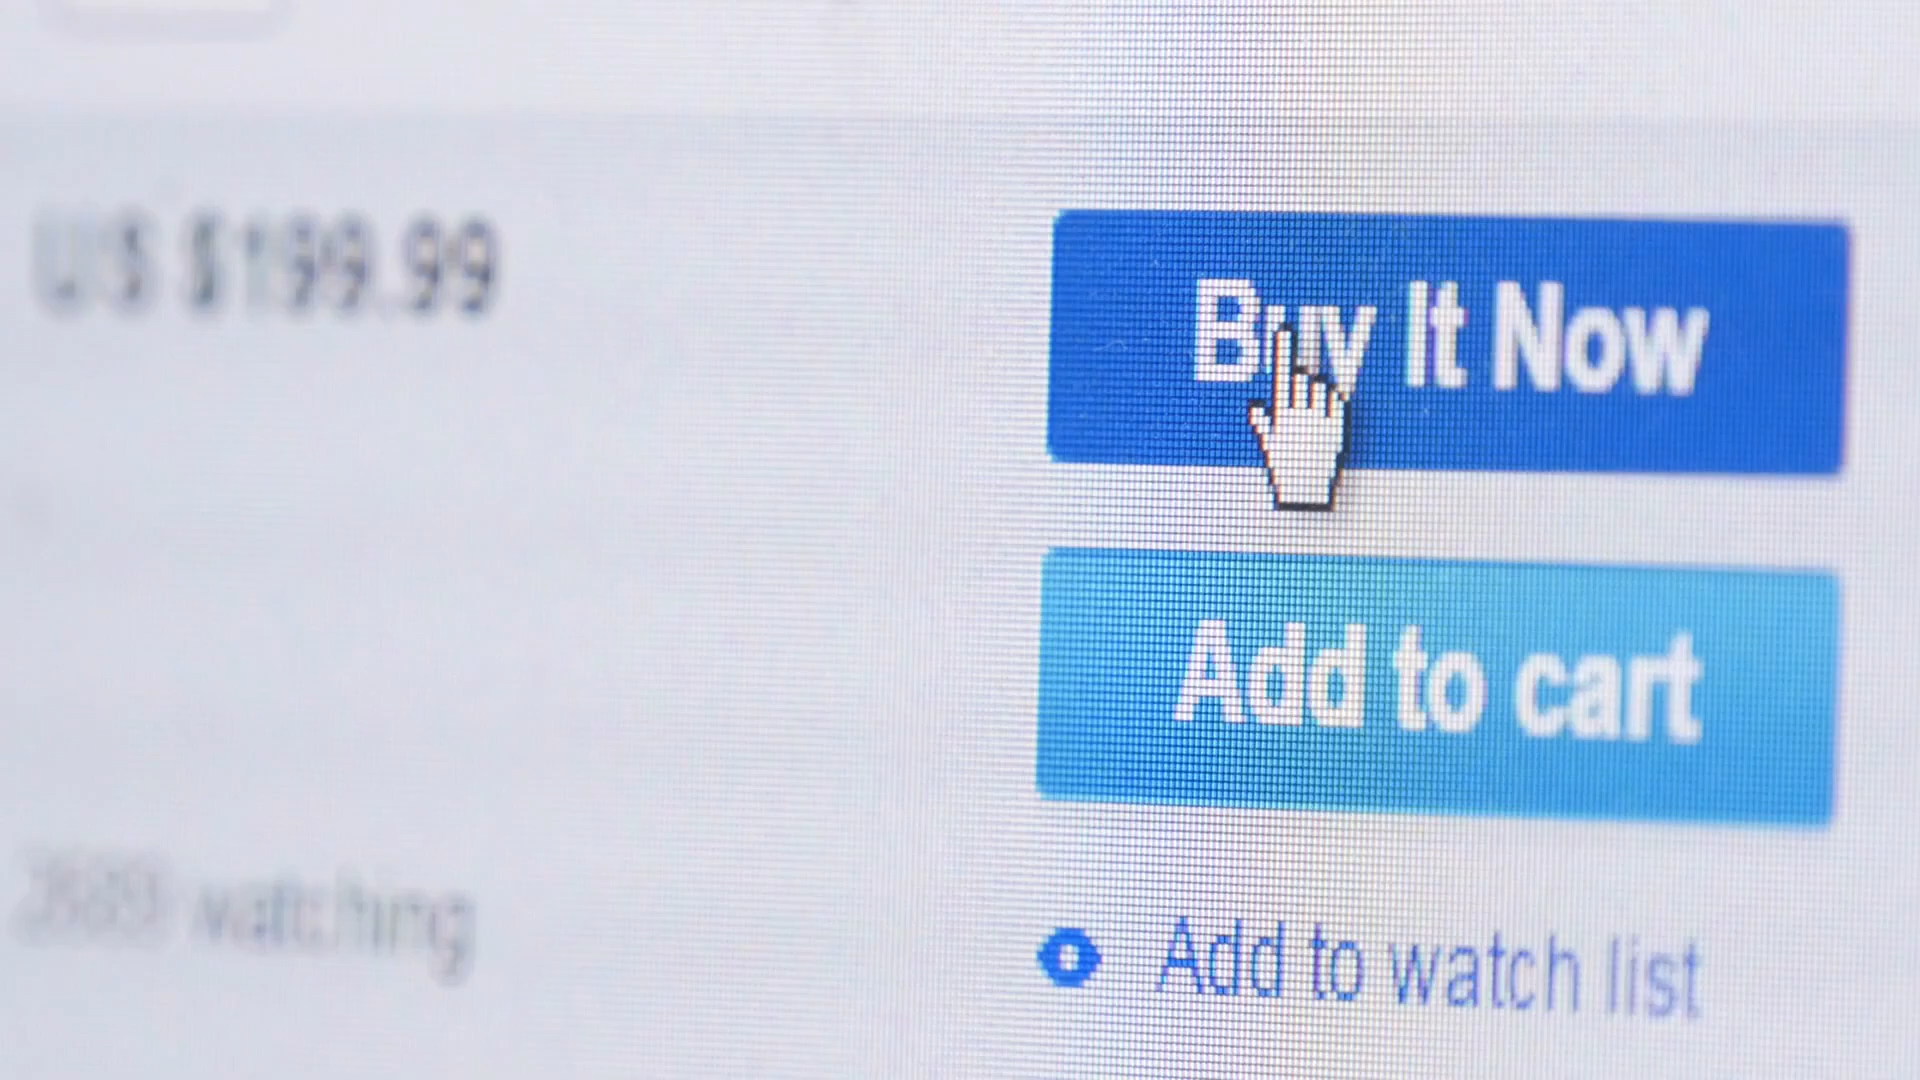 US $199.99
Buy It Now
Add to cart
watching
Add to watch list